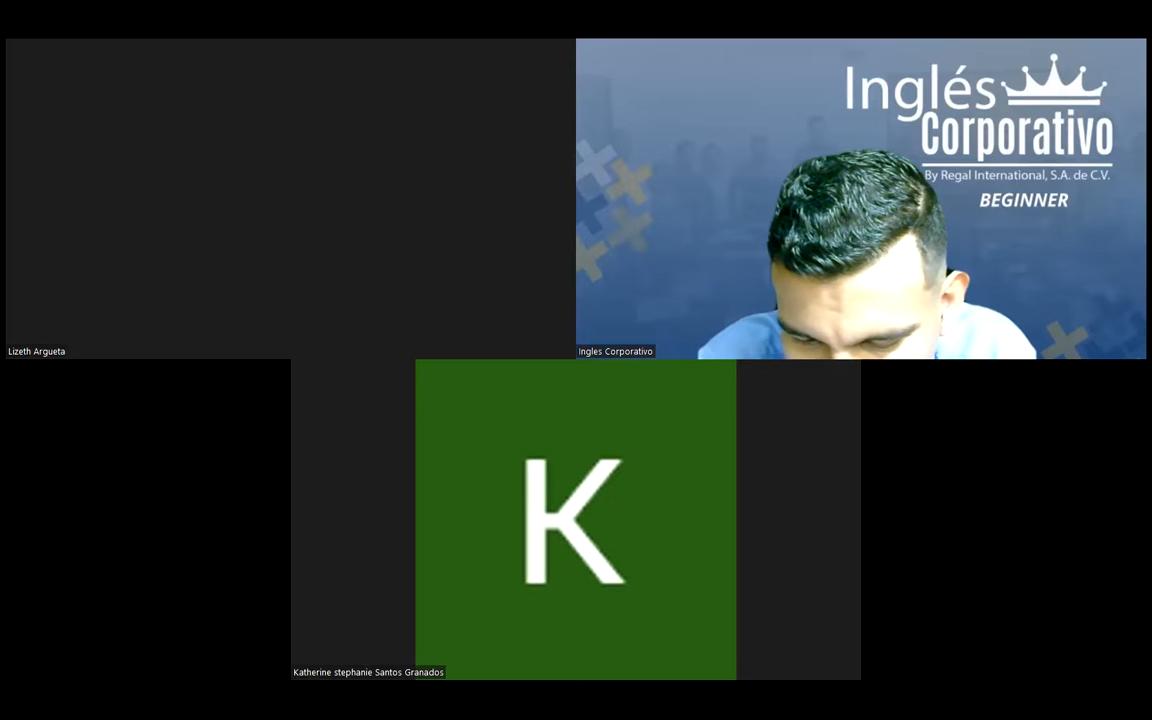 Inglés
Corporativo
By Regal International, S.A. de C.V.
BEGINNER
Lizeth Argueta
Ingles Corporativo
K
Katherine stephanie Santos Granados